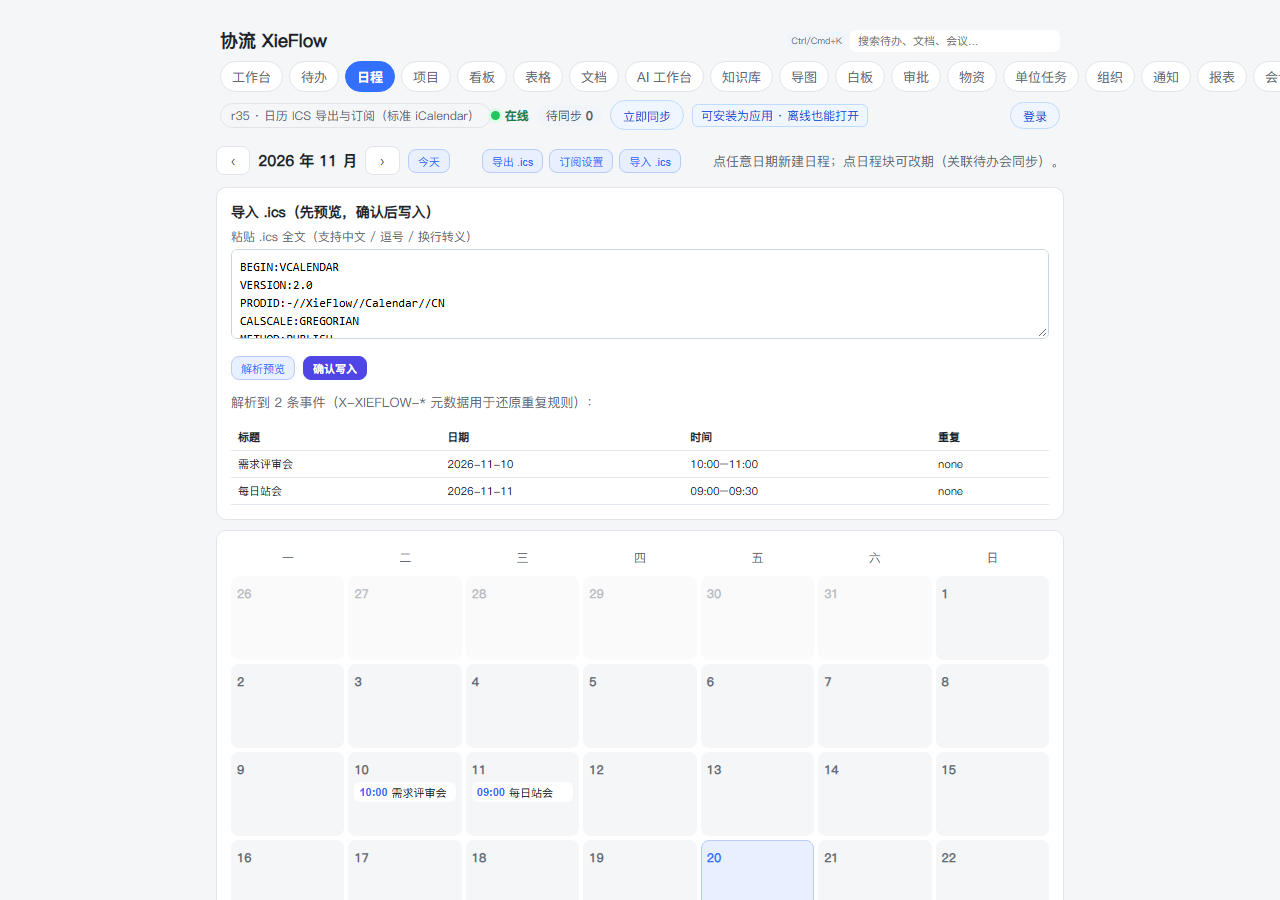 协流 XieFlow
Ctrl/Cmd+K 搜索待办、文档、会议…
工作台 待办 日程 项目 看板 表格 文档 AI 工作台 知识库 导图 白板 审批 物资 单位任务 组织 通知 报表
r35 · 日历 ICS 导出与订阅（标准 iCalendar） 在线 待同步 0 立即同步 可安装为应用 · 离线也能打开 登录
‹ 2026 年 11 月 › 今天 导出 .ics 订阅设置 导入 .ics 点任意日期新建日程；点日程块可改期（关联待办会同步）。
导入 .ics（先预览，确认后写入）
粘贴 .ics 全文（支持中文 / 逗号 / 换行转义）
BEGIN:VCALENDAR
VERSION:2.0
PRODID:-//XieFlow//Calendar//CN
CALSCALE:GREGORIAN
METHOD:PUBLISH
解析预览 确认写入
解析到 2 条事件（X-XIEFLOW-* 元数据用于还原重复规则）：
标题 日期 时间 重复
需求评审会 2026-11-10 10:00—11:00 none
每日站会 2026-11-11 09:00—09:30 none
一 二 三 四 五 六 日
26 27 28 29 30 31 1
2 3 4 5 6 7 8
9 10 11 12 13 14 15
10:00 需求评审会 09:00 每日站会
16 17 18 19 20 21 22